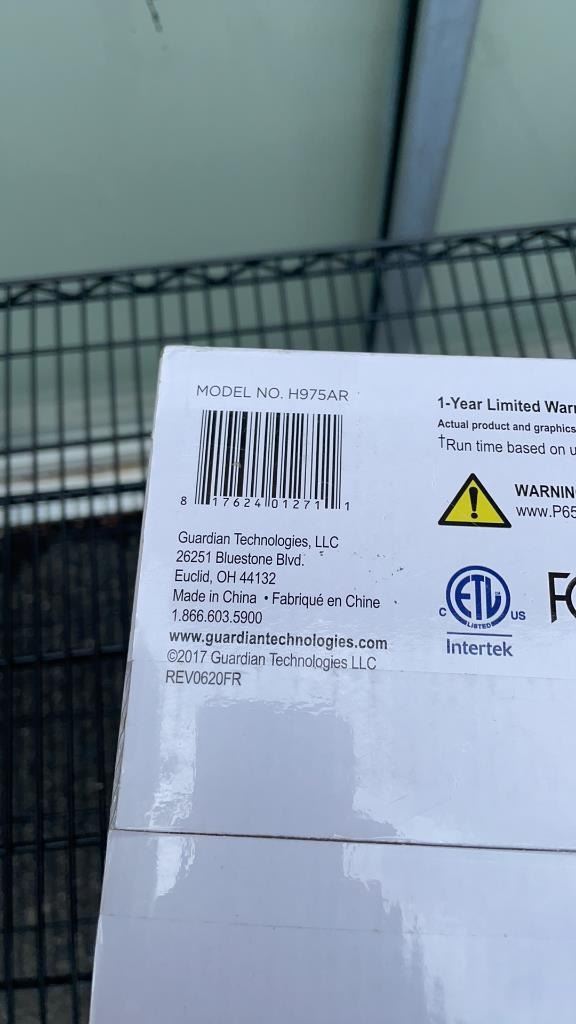 MODEL NO. H975AR
8 17624 01271 1
Guardian Technologies, LLC
26251 Bluestone Blvd.
Euclid, OH 44132
Made in China • Fabriqué en Chine
1.866.603.5900
www.guardiantechnologies.com
©2017 Guardian Technologies LLC
REV0620FR
1-Year Limited
Actual product and graphics
†Run time based on
www.P65
C ETL US
LISTED
Intertek